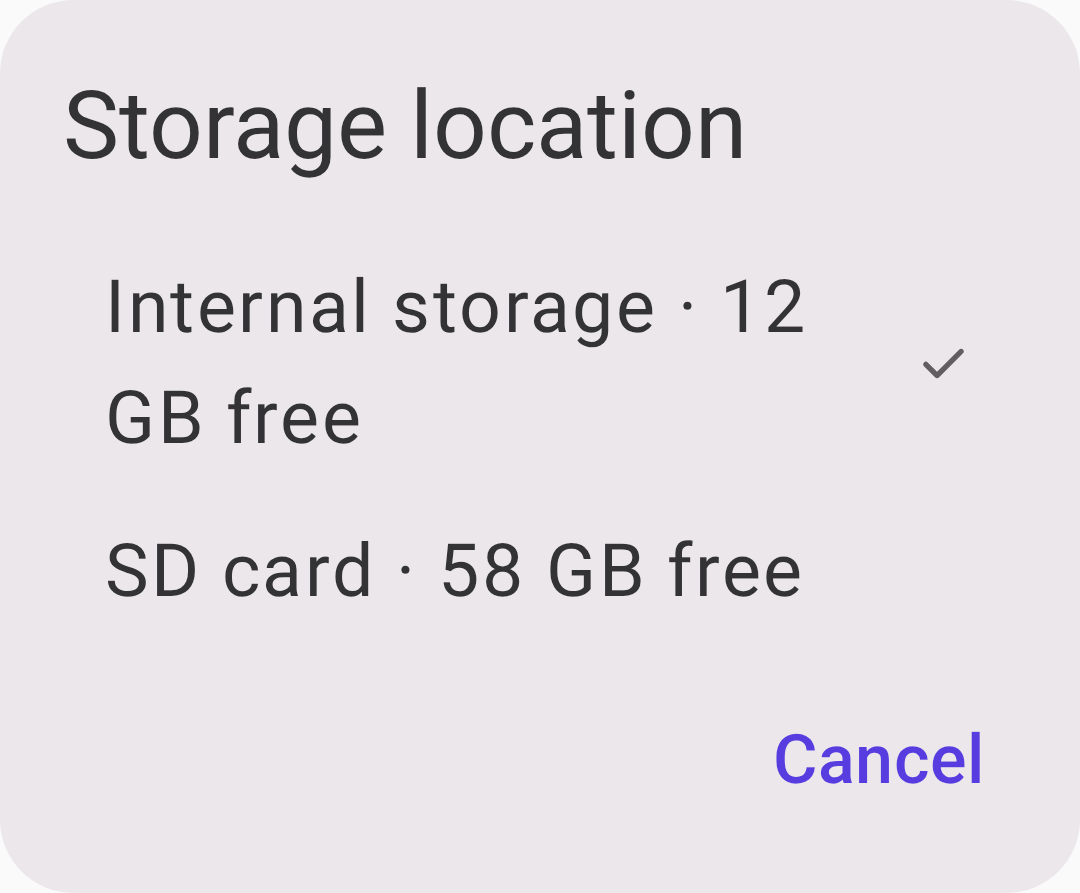 Storage location
Internal storage · 12
GB free
SD card · 58 GB free
Cancel